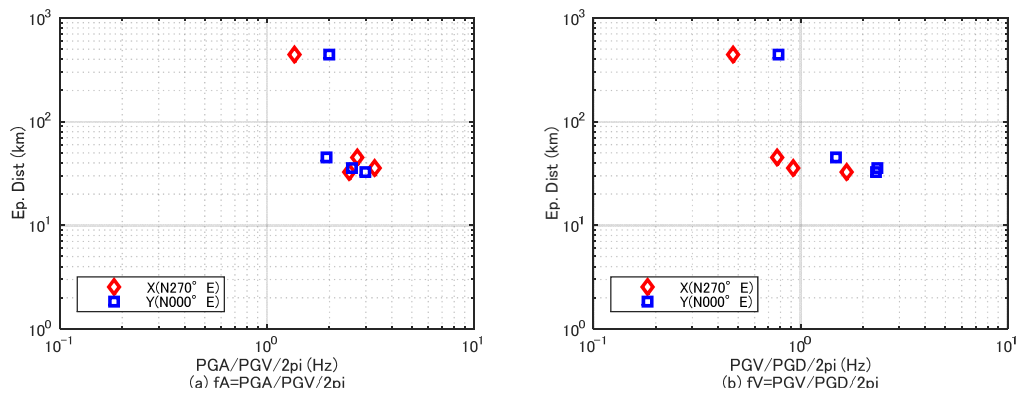 10^3
10^2
10^1
10^0
Ep. Dist (km)
X(N270° E)
Y(N000° E)
10^-1
10^0
10^1
PGA/PGV/2pi (Hz)
(a) fA=PGA/PGV/2pi
10^3
10^2
10^1
10^0
Ep. Dist (km)
X(N270° E)
Y(N000° E)
10^-1
10^0
10^1
PGV/PGD/2pi (Hz)
(b) fV=PGV/PGD/2pi